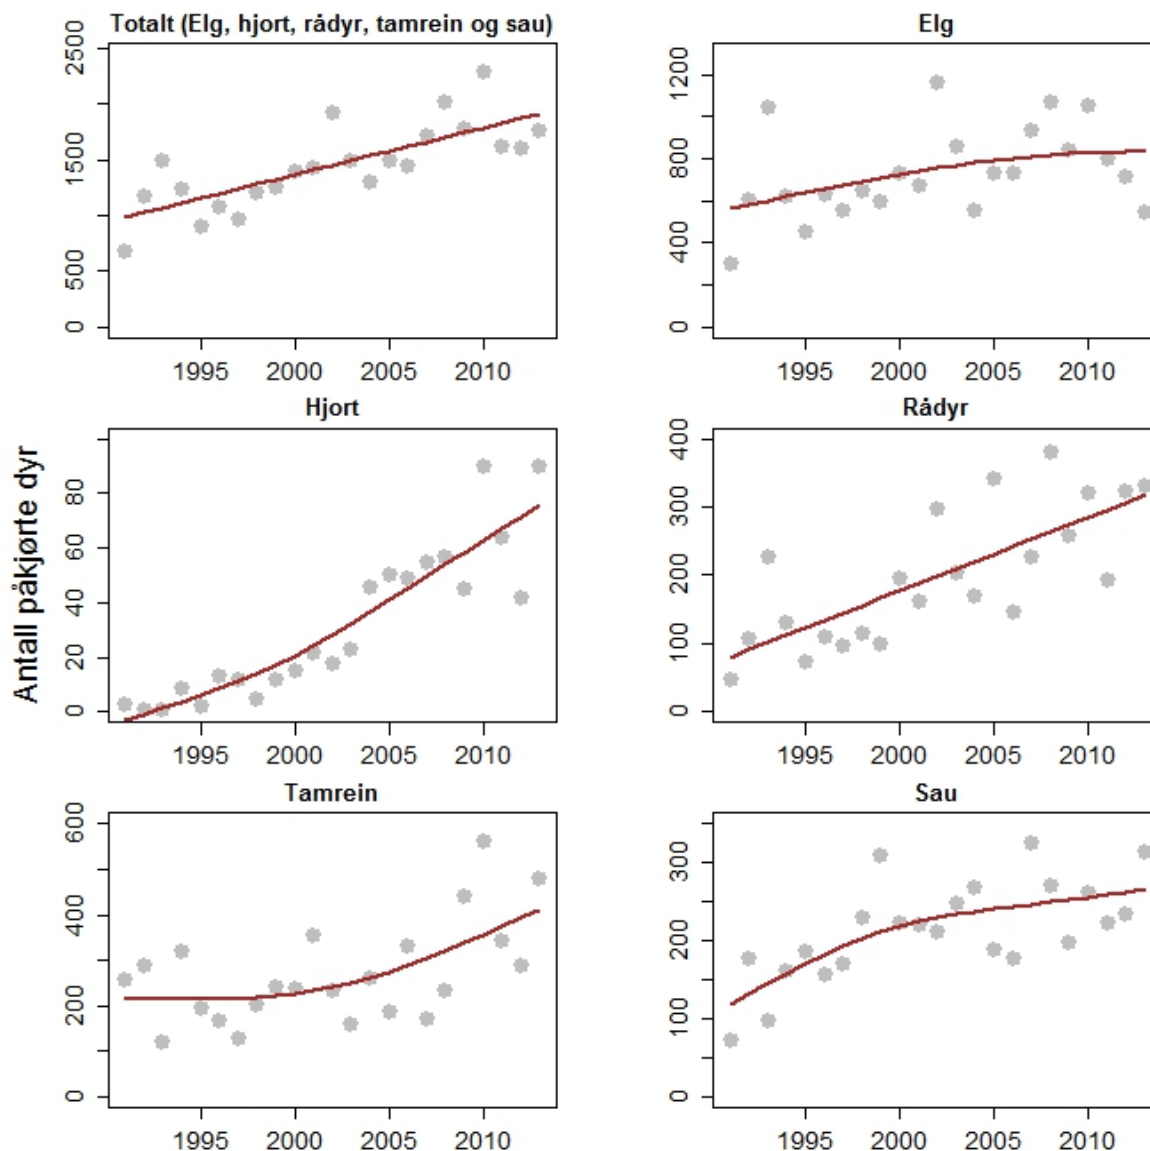 Totalt (Elg, hjort, rådyr, tamrein og sau)
2500
1500
500
0
1995 2000 2005 2010
Elg
1200
800
400
0
1995 2000 2005 2010
Antall påkjørte dyr
Hjort
80
60
40
20
0
1995 2000 2005 2010
Rådyr
400
300
200
100
0
1995 2000 2005 2010
Tamrein
600
400
200
0
1995 2000 2005 2010
Sau
300
200
100
0
1995 2000 2005 2010